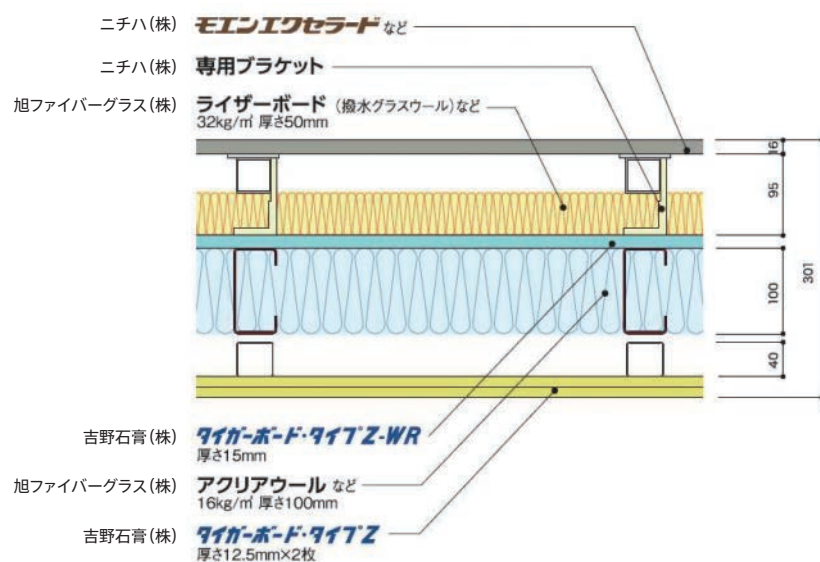 ニチハ(株) モエンエクセラード など
ニチハ(株) 専用ブラケット
旭ファイバーグラス(株) ライザーボード (撥水グラスウール)など
32kg/㎥ 厚さ50mm
16
95
301
100
40
吉野石膏(株) タイガーボード・タイプZ-WR
厚さ15mm
旭ファイバーグラス(株) アクリアウール など
16kg/㎥ 厚さ100mm
吉野石膏(株) タイガーボード・タイプZ
厚さ12.5mm×2枚